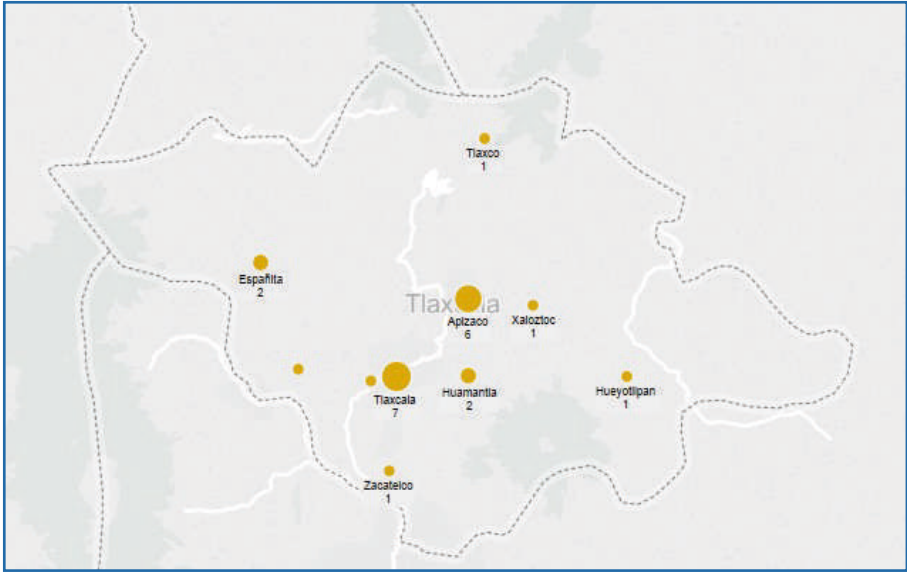 Tlaxco
1
Españita
2
Tlaxcala
Apizaco
6
Xaloztoc
1
Tlaxcala
7
Huamantla
2
Hueyotlipan
1
Zacatelco
1